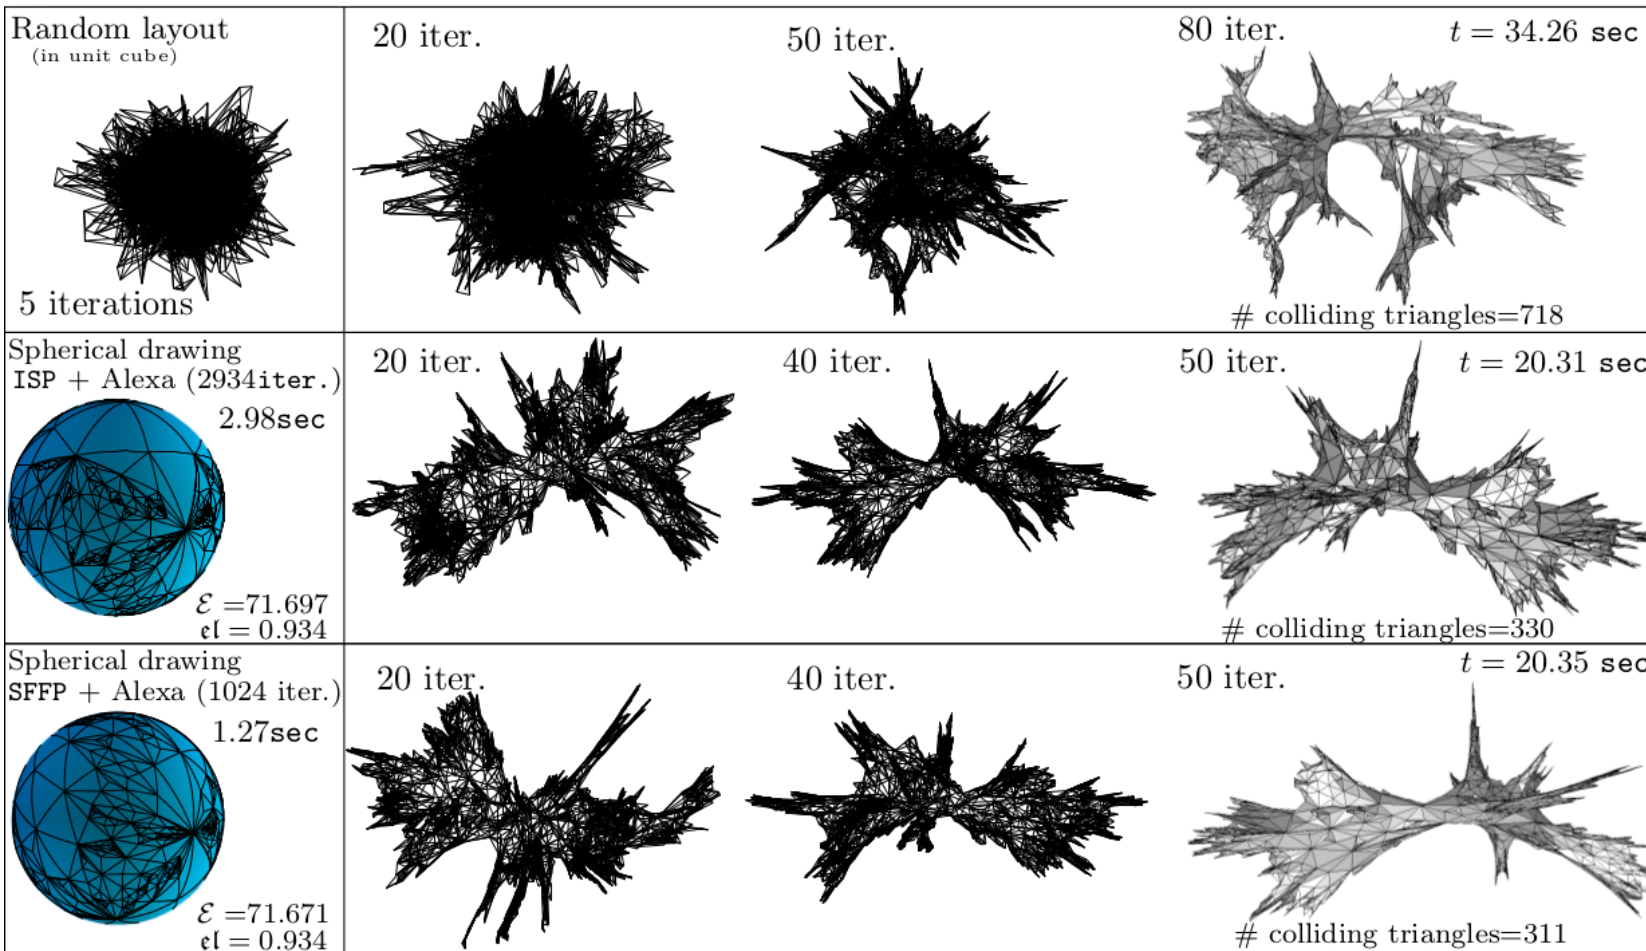 Random layout
(in unit cube)
5 iterations
20 iter.
50 iter.
80 iter.
t = 34.26 sec
# colliding triangles=718
Spherical drawing
ISP + Alexa (2934iter.)
2.98sec
ℰ =71.697
𝔢𝔩 = 0.934
20 iter.
40 iter.
50 iter.
t = 20.31 sec
# colliding triangles=330
Spherical drawing
SFFP + Alexa (1024 iter.)
1.27sec
ℰ =71.671
𝔢𝔩 = 0.934
20 iter.
40 iter.
50 iter.
t = 20.35 sec
# colliding triangles=311